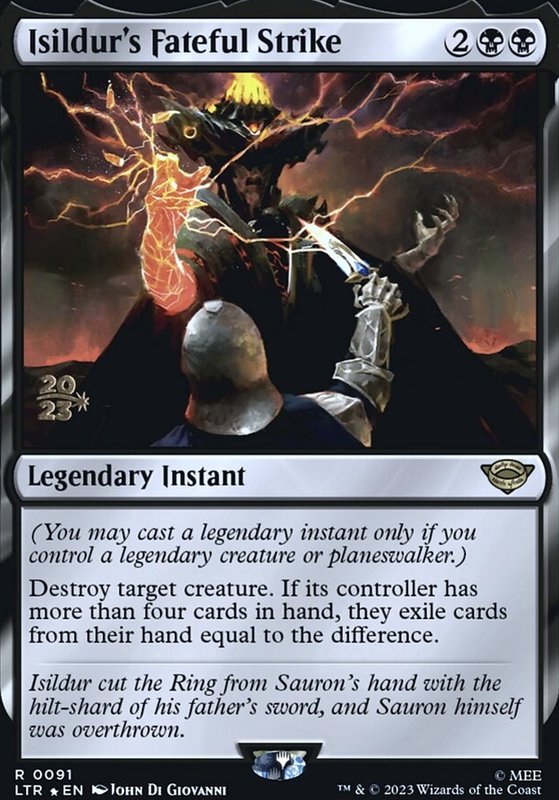 Isildur's Fateful Strike 2
20
23
Legendary Instant
(You may cast a legendary instant only if you
control a legendary creature or planeswalker.)
Destroy target creature. If its controller has
more than four cards in hand, they exile cards
from their hand equal to the difference.
Isildur cut the Ring from Sauron's hand with the
hilt-shard of his father's sword, and Sauron himself
was overthrown.
R 0091 © MEE
LTR ★ EN John Di Giovanni ™ & © 2023 Wizards of the Coast